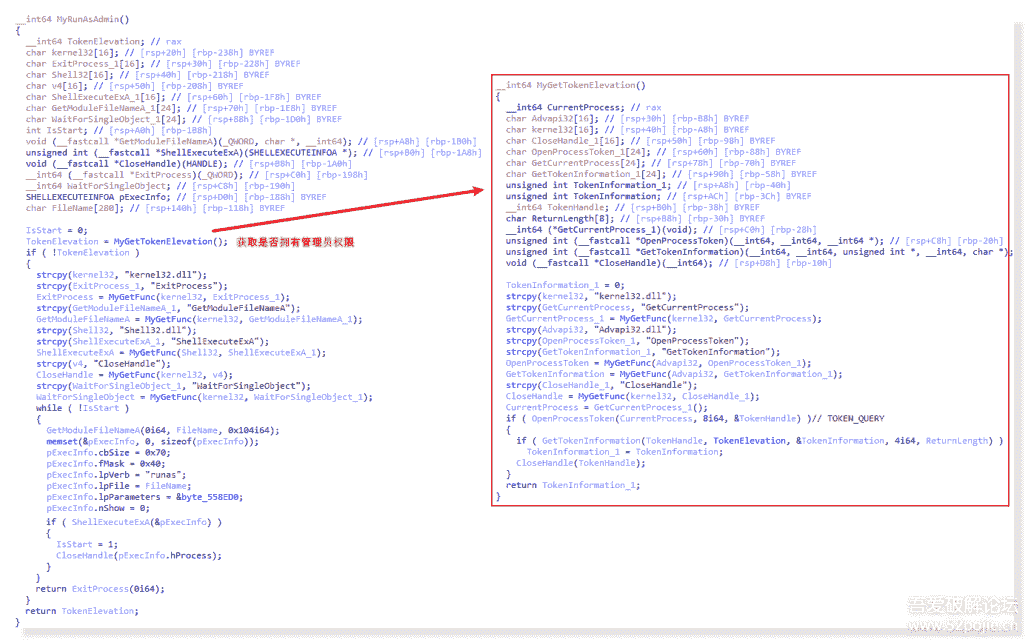 __int64 MyRunAsAdmin()
{
__int64 TokenElevation; // rax
char kernel32[16]; // [rsp+20h] [rbp-238h] BYREF
char ExitProcess_1[16]; // [rsp+30h] [rbp-228h] BYREF
char Shell32[16]; // [rsp+40h] [rbp-218h] BYREF
char v4[16]; // [rsp+50h] [rbp-208h] BYREF
char ShellExecuteExA_1[16]; // [rsp+60h] [rbp-1F8h] BYREF
char GetModuleFileNameA_1[24]; // [rsp+70h] [rbp-1E8h] BYREF
char WaitForSingleObject_1[24]; // [rsp+88h] [rbp-1D0h] BYREF
int IsStart; // [rsp+A0h] [rbp-1B8h]
void (__fastcall *GetModuleFileNameA)(_QWORD, char *, __int64); // [rsp+A8h] [rbp-1B0h]
unsigned int (__fastcall *ShellExecuteExA)(SHELLEXECUTEINFOA *); // [rsp+B0h] [rbp-1A8h]
void (__fastcall *CloseHandle)(HANDLE); // [rsp+B8h] [rbp-1A0h]
__int64 (__fastcall *ExitProcess)(_QWORD); // [rsp+C0h] [rbp-198h]
__int64 WaitForSingleObject; // [rsp+C8h] [rbp-190h]
SHELLEXECUTEINFOA pExecInfo; // [rsp+D0h] [rbp-188h] BYREF
char FileName[280]; // [rsp+140h] [rbp-118h] BYREF
IsStart = 0;
TokenElevation = MyGetTokenElevation(); 获取是否拥有管理员权限
if ( !TokenElevation )
{
strcpy(kernel32, "kernel32.dll");
strcpy(ExitProcess_1, "ExitProcess");
ExitProcess = MyGetFunc(kernel32, ExitProcess_1);
strcpy(GetModuleFileNameA_1, "GetModuleFileNameA");
GetModuleFileNameA = MyGetFunc(kernel32, GetModuleFileNameA_1);
strcpy(Shell32, "Shell32.dll");
strcpy(ShellExecuteExA_1, "ShellExecuteExA");
ShellExecuteExA = MyGetFunc(Shell32, ShellExecuteExA_1);
strcpy(v4, "CloseHandle");
CloseHandle = MyGetFunc(kernel32, v4);
strcpy(WaitForSingleObject_1, "WaitForSingleObject");
WaitForSingleObject = MyGetFunc(kernel32, WaitForSingleObject_1);
while ( !IsStart )
{
GetModuleFileNameA(0i64, FileName, 0x104i64);
memset(&pExecInfo, 0, sizeof(pExecInfo));
pExecInfo.cbSize = 0x70;
pExecInfo.fMask = 0x40;
pExecInfo.lpVerb = "runas";
pExecInfo.lpFile = FileName;
pExecInfo.lpParameters = &byte_558ED0;
pExecInfo.nShow = 0;
if ( ShellExecuteExA(&pExecInfo) )
{
IsStart = 1;
CloseHandle(pExecInfo.hProcess);
}
}
return ExitProcess(0i64);
}
return TokenElevation;
}
__int64 MyGetTokenElevation()
{
__int64 CurrentProcess; // rax
char Advapi32[16]; // [rsp+30h] [rbp-B8h] BYREF
char kernel32[16]; // [rsp+40h] [rbp-A8h] BYREF
char CloseHandle_1[16]; // [rsp+50h] [rbp-98h] BYREF
char OpenProcessToken_1[24]; // [rsp+60h] [rbp-88h] BYREF
char GetCurrentProcess[24]; // [rsp+78h] [rbp-70h] BYREF
char GetTokenInformation_1[24]; // [rsp+90h] [rbp-58h] BYREF
unsigned int TokenInformation_1; // [rsp+A8h] [rbp-40h]
unsigned int TokenInformation; // [rsp+ACh] [rbp-3Ch] BYREF
__int64 TokenHandle; // [rsp+B0h] [rbp-38h] BYREF
char ReturnLength[8]; // [rsp+B8h] [rbp-30h] BYREF
__int64 (*GetCurrentProcess_1)(void); // [rsp+C0h] [rbp-28h]
unsigned int (__fastcall *OpenProcessToken)(__int64, __int64, __int64 *); // [rsp+C8h] [rbp-20h]
unsigned int (__fastcall *GetTokenInformation)(__int64, __int64, unsigned int *, __int64, char *);
void (__fastcall *CloseHandle)(__int64); // [rsp+D8h] [rbp-10h]
TokenInformation_1 = 0;
strcpy(kernel32, "kernel32.dll");
strcpy(GetCurrentProcess, "GetCurrentProcess");
GetCurrentProcess_1 = MyGetFunc(kernel32, GetCurrentProcess);
strcpy(Advapi32, "Advapi32.dll");
strcpy(OpenProcessToken_1, "OpenProcessToken");
strcpy(GetTokenInformation_1, "GetTokenInformation");
OpenProcessToken = MyGetFunc(Advapi32, OpenProcessToken_1);
GetTokenInformation = MyGetFunc(Advapi32, GetTokenInformation_1);
strcpy(CloseHandle_1, "CloseHandle");
CloseHandle = MyGetFunc(kernel32, CloseHandle_1);
CurrentProcess = GetCurrentProcess_1();
if ( OpenProcessToken(CurrentProcess, 8i64, &TokenHandle) )// TOKEN_QUERY
{
if ( GetTokenInformation(TokenHandle, TokenElevation, &TokenInformation, 4i64, ReturnLength) )
TokenInformation_1 = TokenInformation;
CloseHandle(TokenHandle);
}
return TokenInformation_1;
}
吾爱破解论坛
www.52pojie.cn